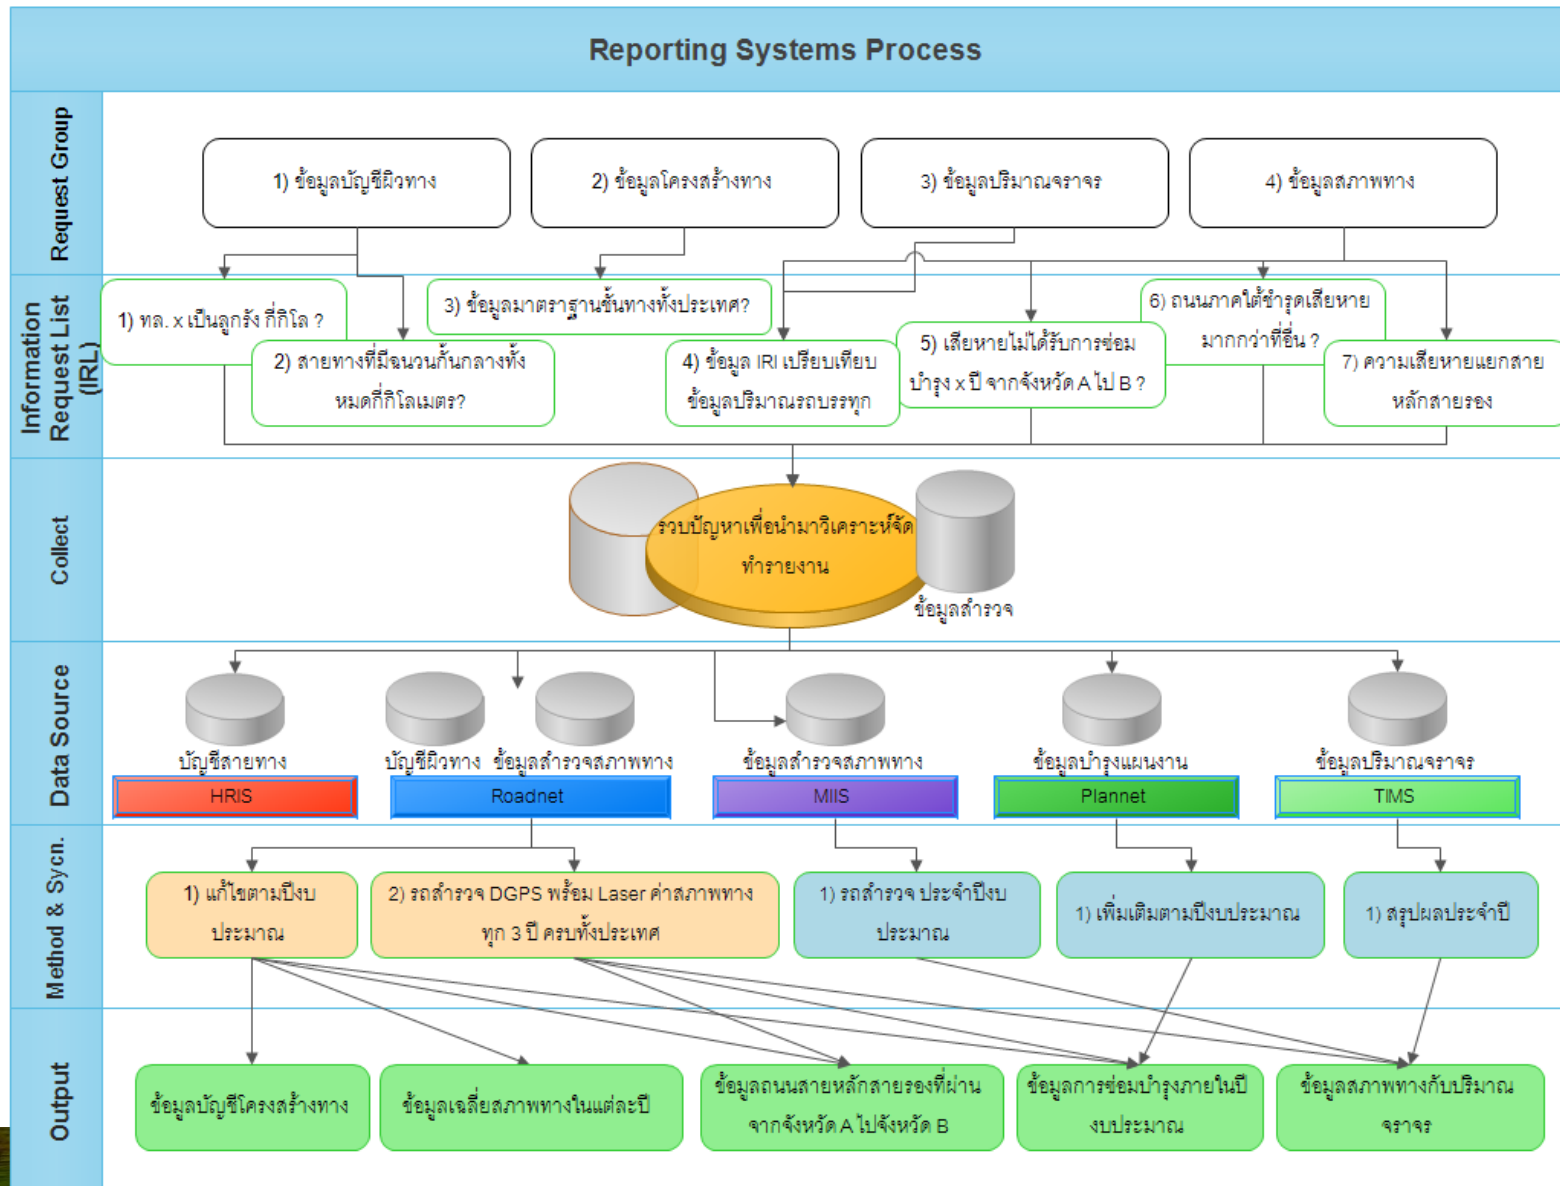 Reporting Systems Process
Request Group
1) ข้อมูลบัญชีผิวทาง
2) ข้อมูลโครงสร้างทาง
3) ข้อมูลปริมาณจราจร
4) ข้อมูลสภาพทาง
Information
Request List
(IRL)
1) ทล. x เป็นลูกรัง กี่กิโล ?
2) สายทางที่มีฉนวนกั้นกลางทั้ง
หมดกี่กิโลเมตร?
3) ข้อมูลมาตราฐานชั้นทางทั้งประเทศ?
4) ข้อมูล IRI เปรียบเทียบ
ข้อมูลปริมาณรถบรรทุก
5) เสียหายไม่ได้รับการซ่อม
บำรุง x ปี จากจังหวัด A ไป B ?
6) ถนนภาคใต้ชำรุดเสียหาย
มากกว่าที่อื่น ?
7) ความเสียหายแยกสาย
หลักสายรอง
Collect
รวบปัญหาเพื่อนำมาวิเคราะห์จัด
ทำรายงาน
ข้อมูลสำรวจ
Data Source
บัญชีสายทาง
บัญชีผิวทาง
ข้อมูลสำรวจสภาพทาง
ข้อมูลสำรวจสภาพทาง
ข้อมูลบำรุงแผนงาน
ข้อมูลปริมาณจราจร
HRIS
Roadnet
MIIS
Plannet
TIMS
Method & Sycn.
1) แก้ไขตามปีงบ
ประมาณ
2) รถสำรวจ DGPS พร้อม Laser ค่าสภาพทาง
ทุก 3 ปี ครบทั้งประเทศ
1) รถสำรวจ ประจำปีงบ
ประมาณ
1) เพิ่มเติมตามปีงบประมาณ
1) สรุปผลประจำปี
Output
ข้อมูลบัญชีโครงสร้างทาง
ข้อมูลเฉลี่ยสภาพทางในแต่ละปี
ข้อมูลถนนสายหลักสายรองที่ผ่าน
จากจังหวัด A ไปจังหวัด B
ข้อมูลการซ่อมบำรุงภายในปี
งบประมาณ
ข้อมูลสภาพทางกับปริมาณ
จราจร